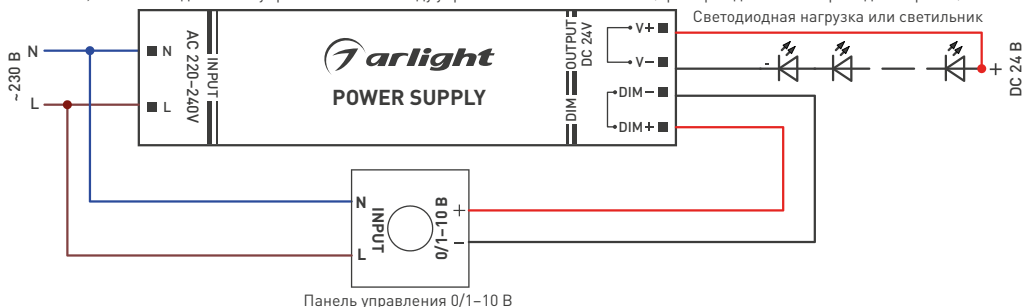 Светодиодная нагрузка или светильник
~230 В
N
L
N
L
AC 220-240V
INPUT
arlight
POWER SUPPLY
OUTPUT
DC 24V
DIM
V+
V−
DIM−
DIM+
-
+
DC 24 В
N
L
INPUT
0/1–10 В
+
−
Панель управления 0/1–10 В